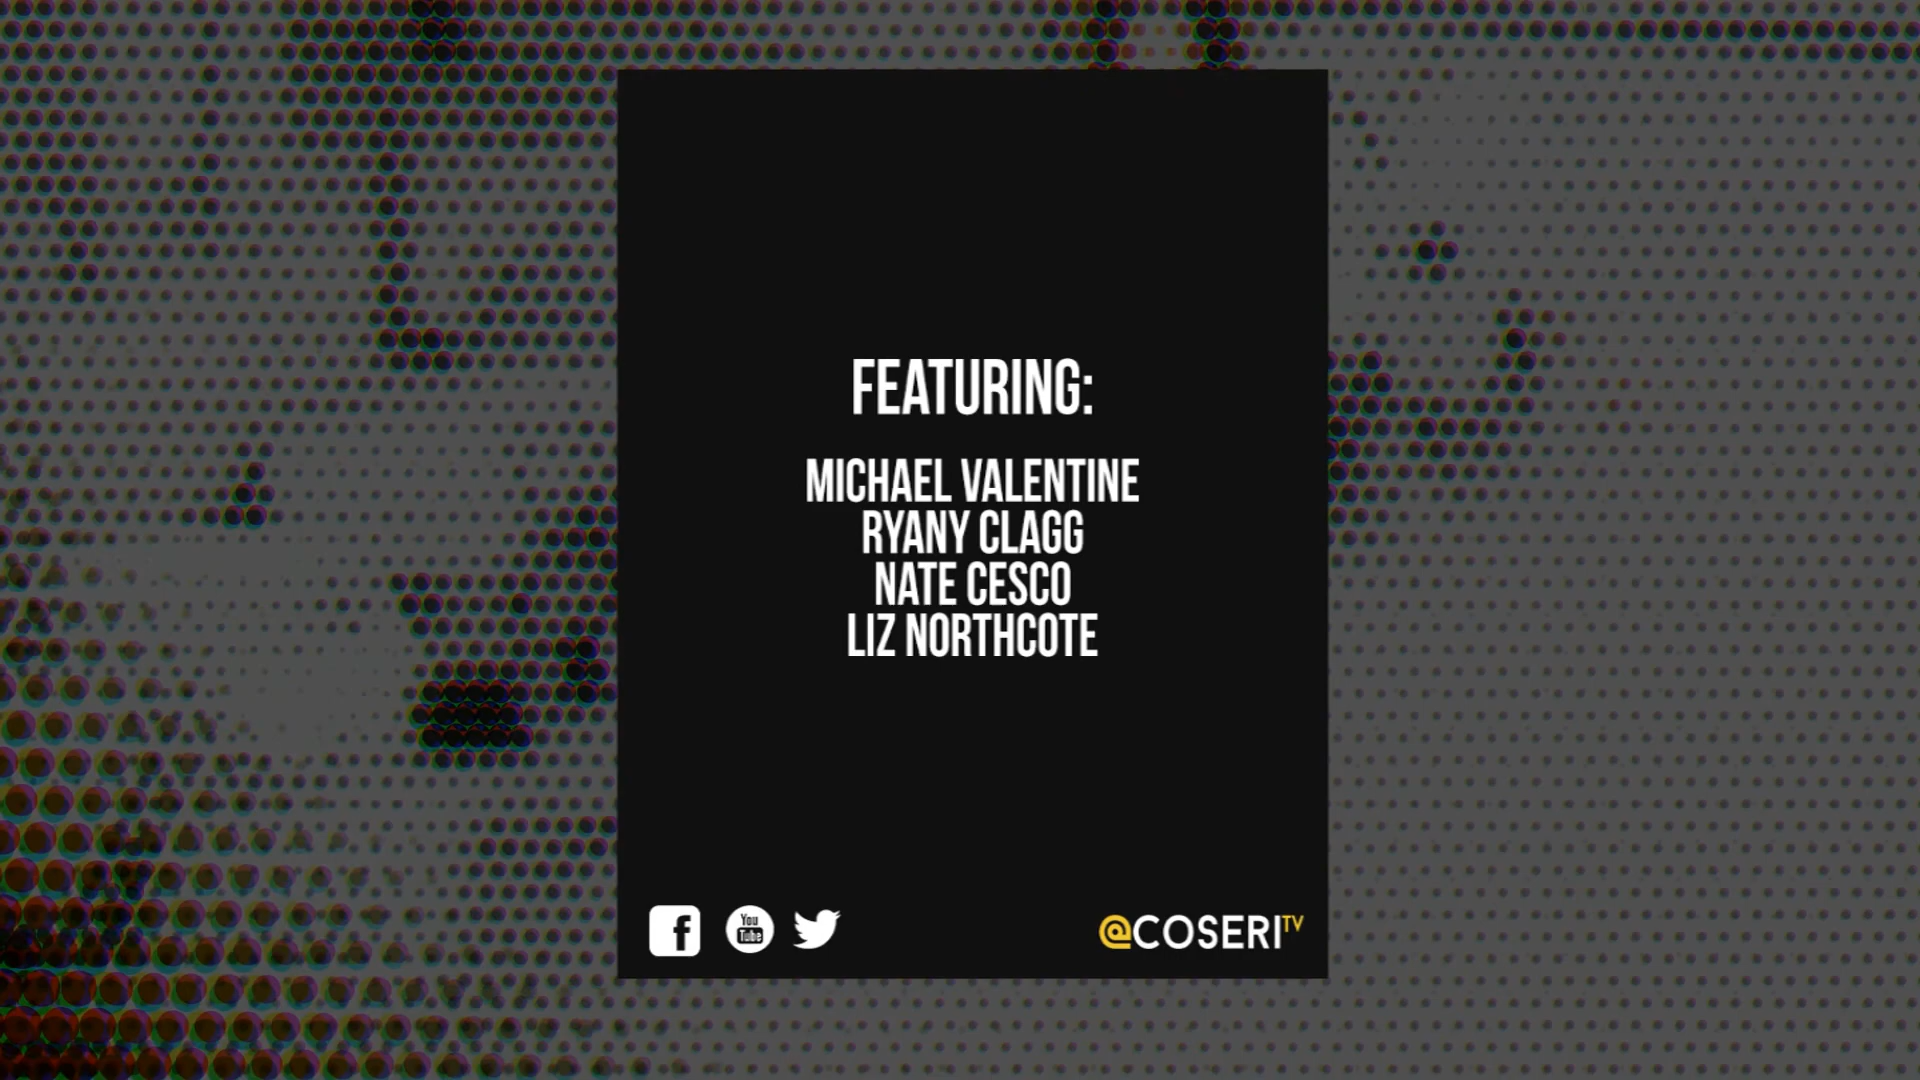 FEATURING:
MICHAEL VALENTINE
RYANY CLAGG
NATE CESCO
LIZ NORTHCOTE
f You Tube @COSERITV